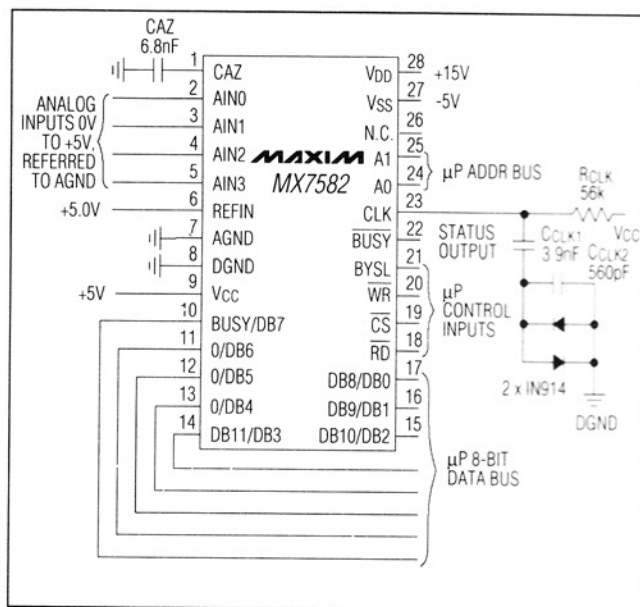 CAZ
6.8nF
1 CAZ
ANALOG
INPUTS 0V
TO +5V,
REFERRED
TO AGND
2 AIN0
3 AIN1
4 AIN2
5 AIN3
+5.0V 6 REFIN
7 AGND
8 DGND
+5V 9 VCC
10 BUSY/DB7
11 0/DB6
12 0/DB5
13 0/DB4
14 DB11/DB3
MAXIM
MX7582
VDD 28 +15V
VSS 27 -5V
N.C. 26
A1 25
A0 24
µP ADDR BUS
CLK 23
BUSY 22
STATUS
OUTPUT
BYSL 21
WR 20
CS 19
RD 18
µP
CONTROL
INPUTS
DB8/DB0 17
DB9/DB1 16
DB10/DB2 15
µP 8-BIT
DATA BUS
RCLK
56k
VCC
CCLK1
3.9nF
CCLK2
560pF
2 x IN914
DGND